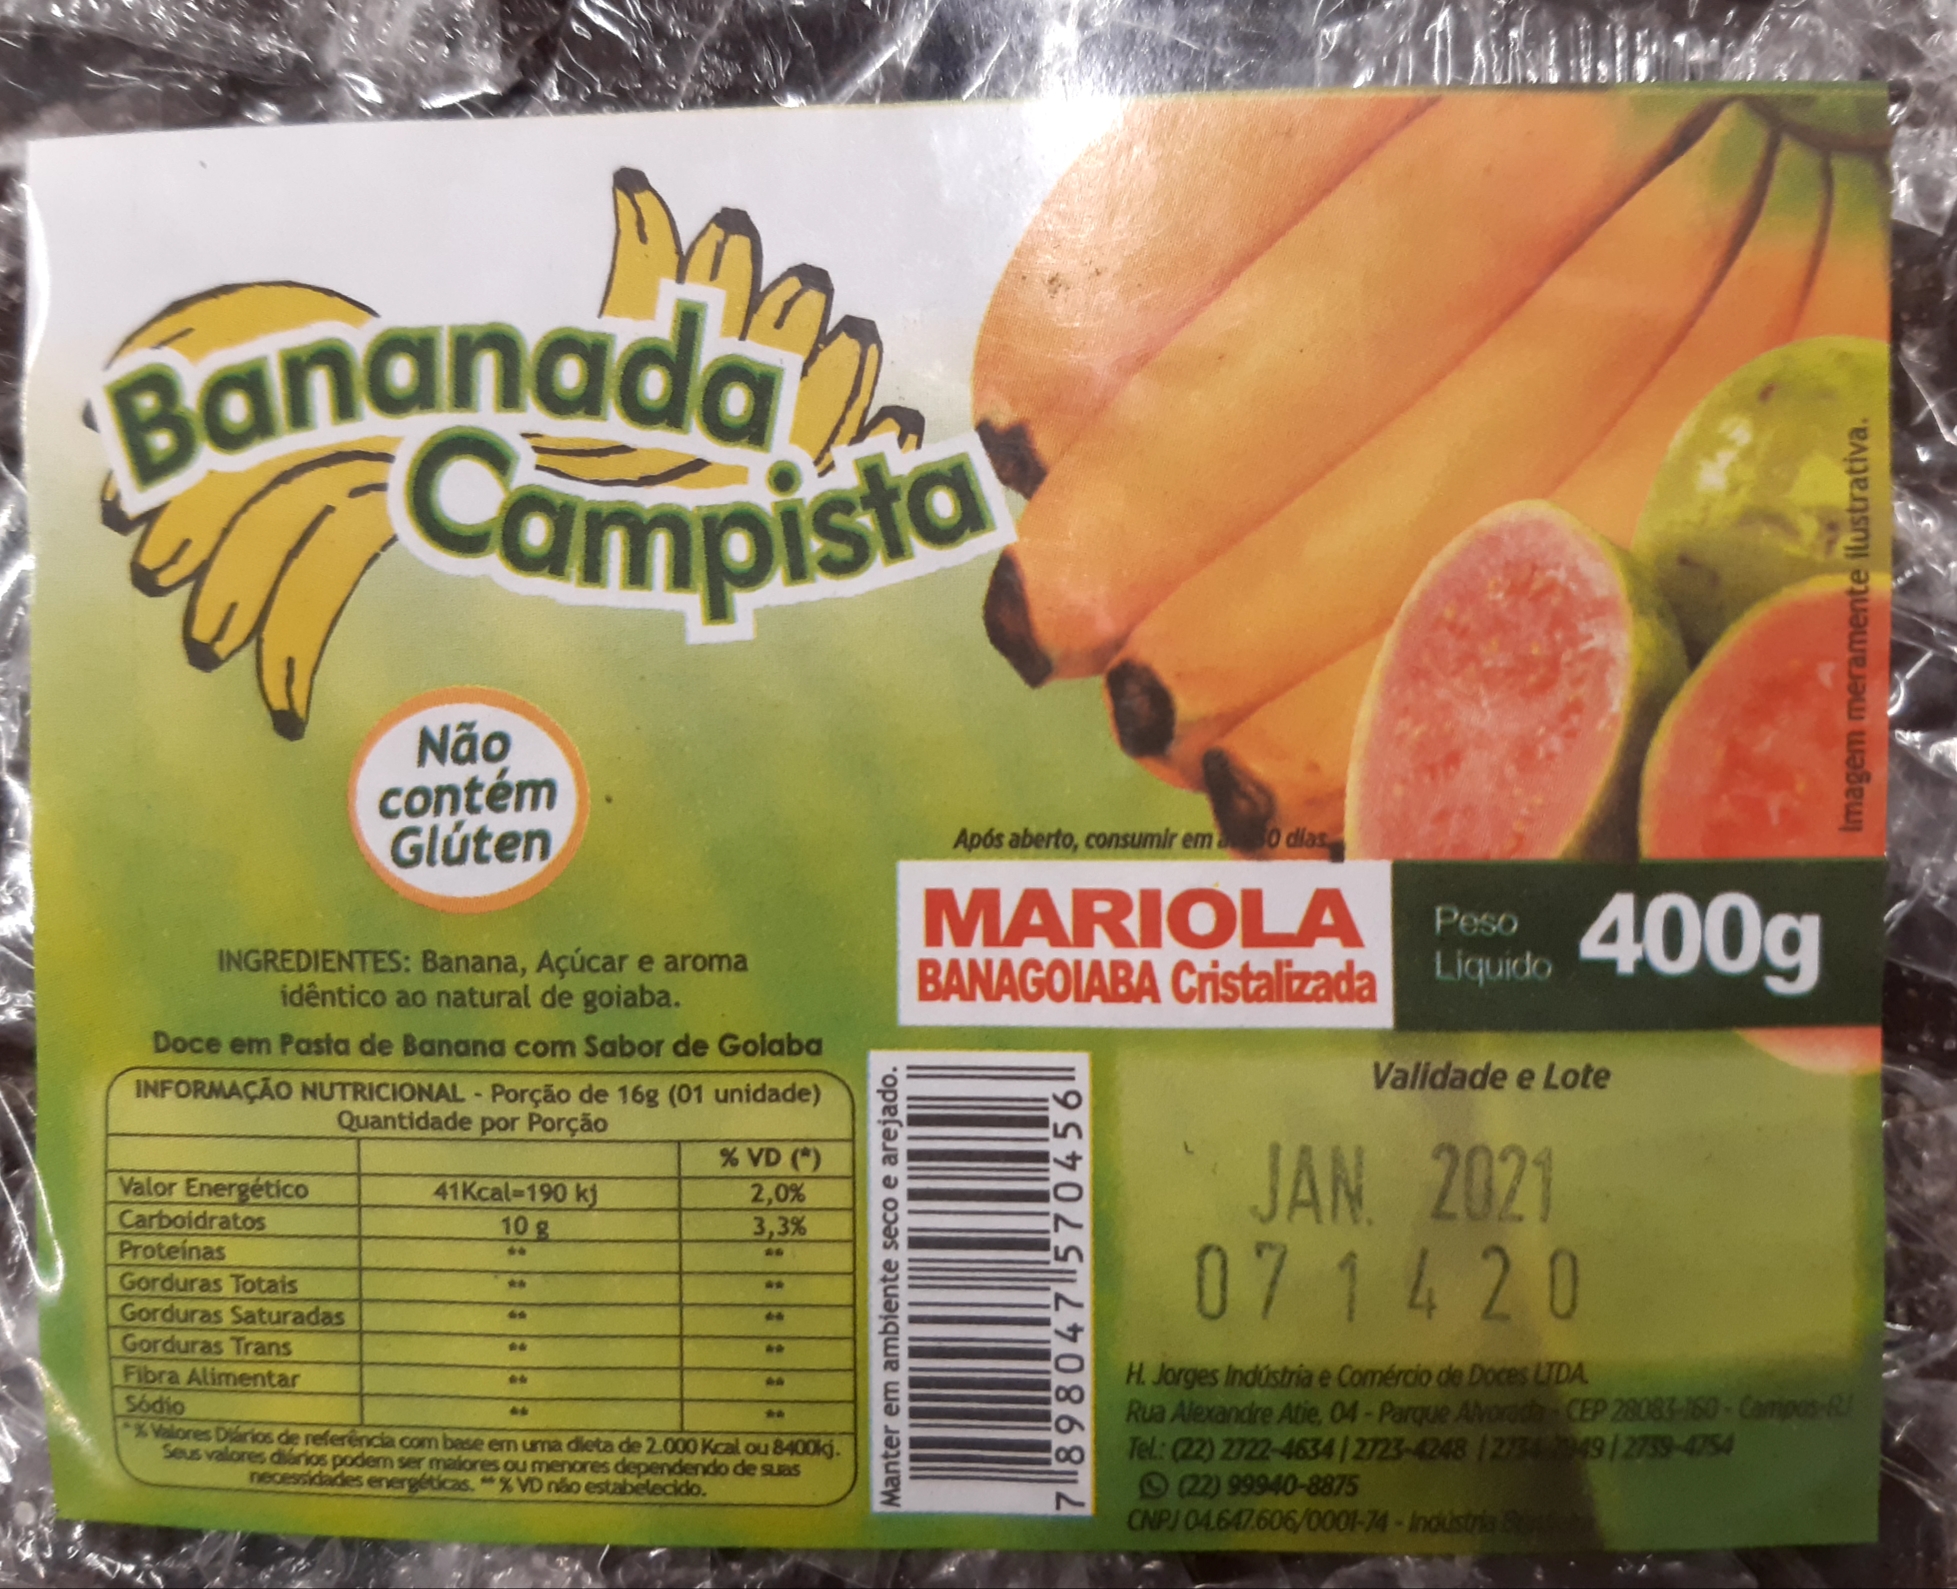 Bananada
Campista
Não
contém
Glúten
Imagem meramente ilustrativa.
Após aberto, consumir em dias.
MARIOLA
BANAGOIABA Cristalizada
Peso
Líquido
400g
INGREDIENTES: Banana, Açúcar e aroma
idêntico ao natural de goiaba.
Doce em Pasta de Banana com Sabor de Goiaba
INFORMAÇÃO NUTRICIONAL - Porção de 16g (01 unidade)
Quantidade por Porção
% VD (*)
Valor Energético 41Kcal=190 kj 2,0%
Carboidratos 10 g 3,3%
Proteínas ** **
Gorduras Totais ** **
Gorduras Saturadas ** **
Gorduras Trans ** **
Fibra Alimentar ** **
Sódio ** **
*% Valores Diários de referência com base em uma dieta de 2.000 Kcal ou 8400kj.
Seus valores diários podem ser maiores ou menores dependendo de suas
necessidades energéticas. ** % VD não estabelecido.
Manter em ambiente seco e arejado.
7 898047 570456
Validade e Lote
JAN. 2021
071420
H. Jorges Indústria e Comércio de Doces LTDA.
Rua Alexandre Atie, 04 - Parque Alvorada - CEP 28083-160 - Campos-RJ
Tel.: (22) 2722-4634 | 2723-4248 | | 2739-4754
(22) 99940-8875
CNPJ 04.647.606/0001-74 - Indústria